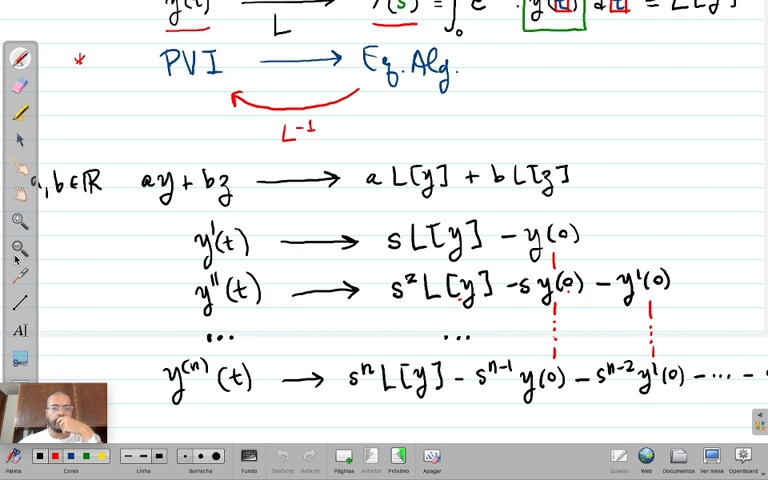 y(t) → Y(s) = ∫₀ e · y(t) dt = L[y]
L
* PVI → Eq. Alg.
L⁻¹
a, b ∈ ℝ ay + bz → a L[y] + b L[z]
y'(t) → s L[y] - y(0)
y''(t) → s² L[y] - s y(0) - y'(0)
... ...
y⁽ⁿ⁾(t) → sⁿ L[y] - sⁿ⁻¹ y(0) - sⁿ⁻² y'(0) - ... -
Paleta Cores Linha Borracha Fundo Desfazer Refazer Páginas Anterior Próximo Apagar Quadro Web Documentos Ver mesa OpenBoard